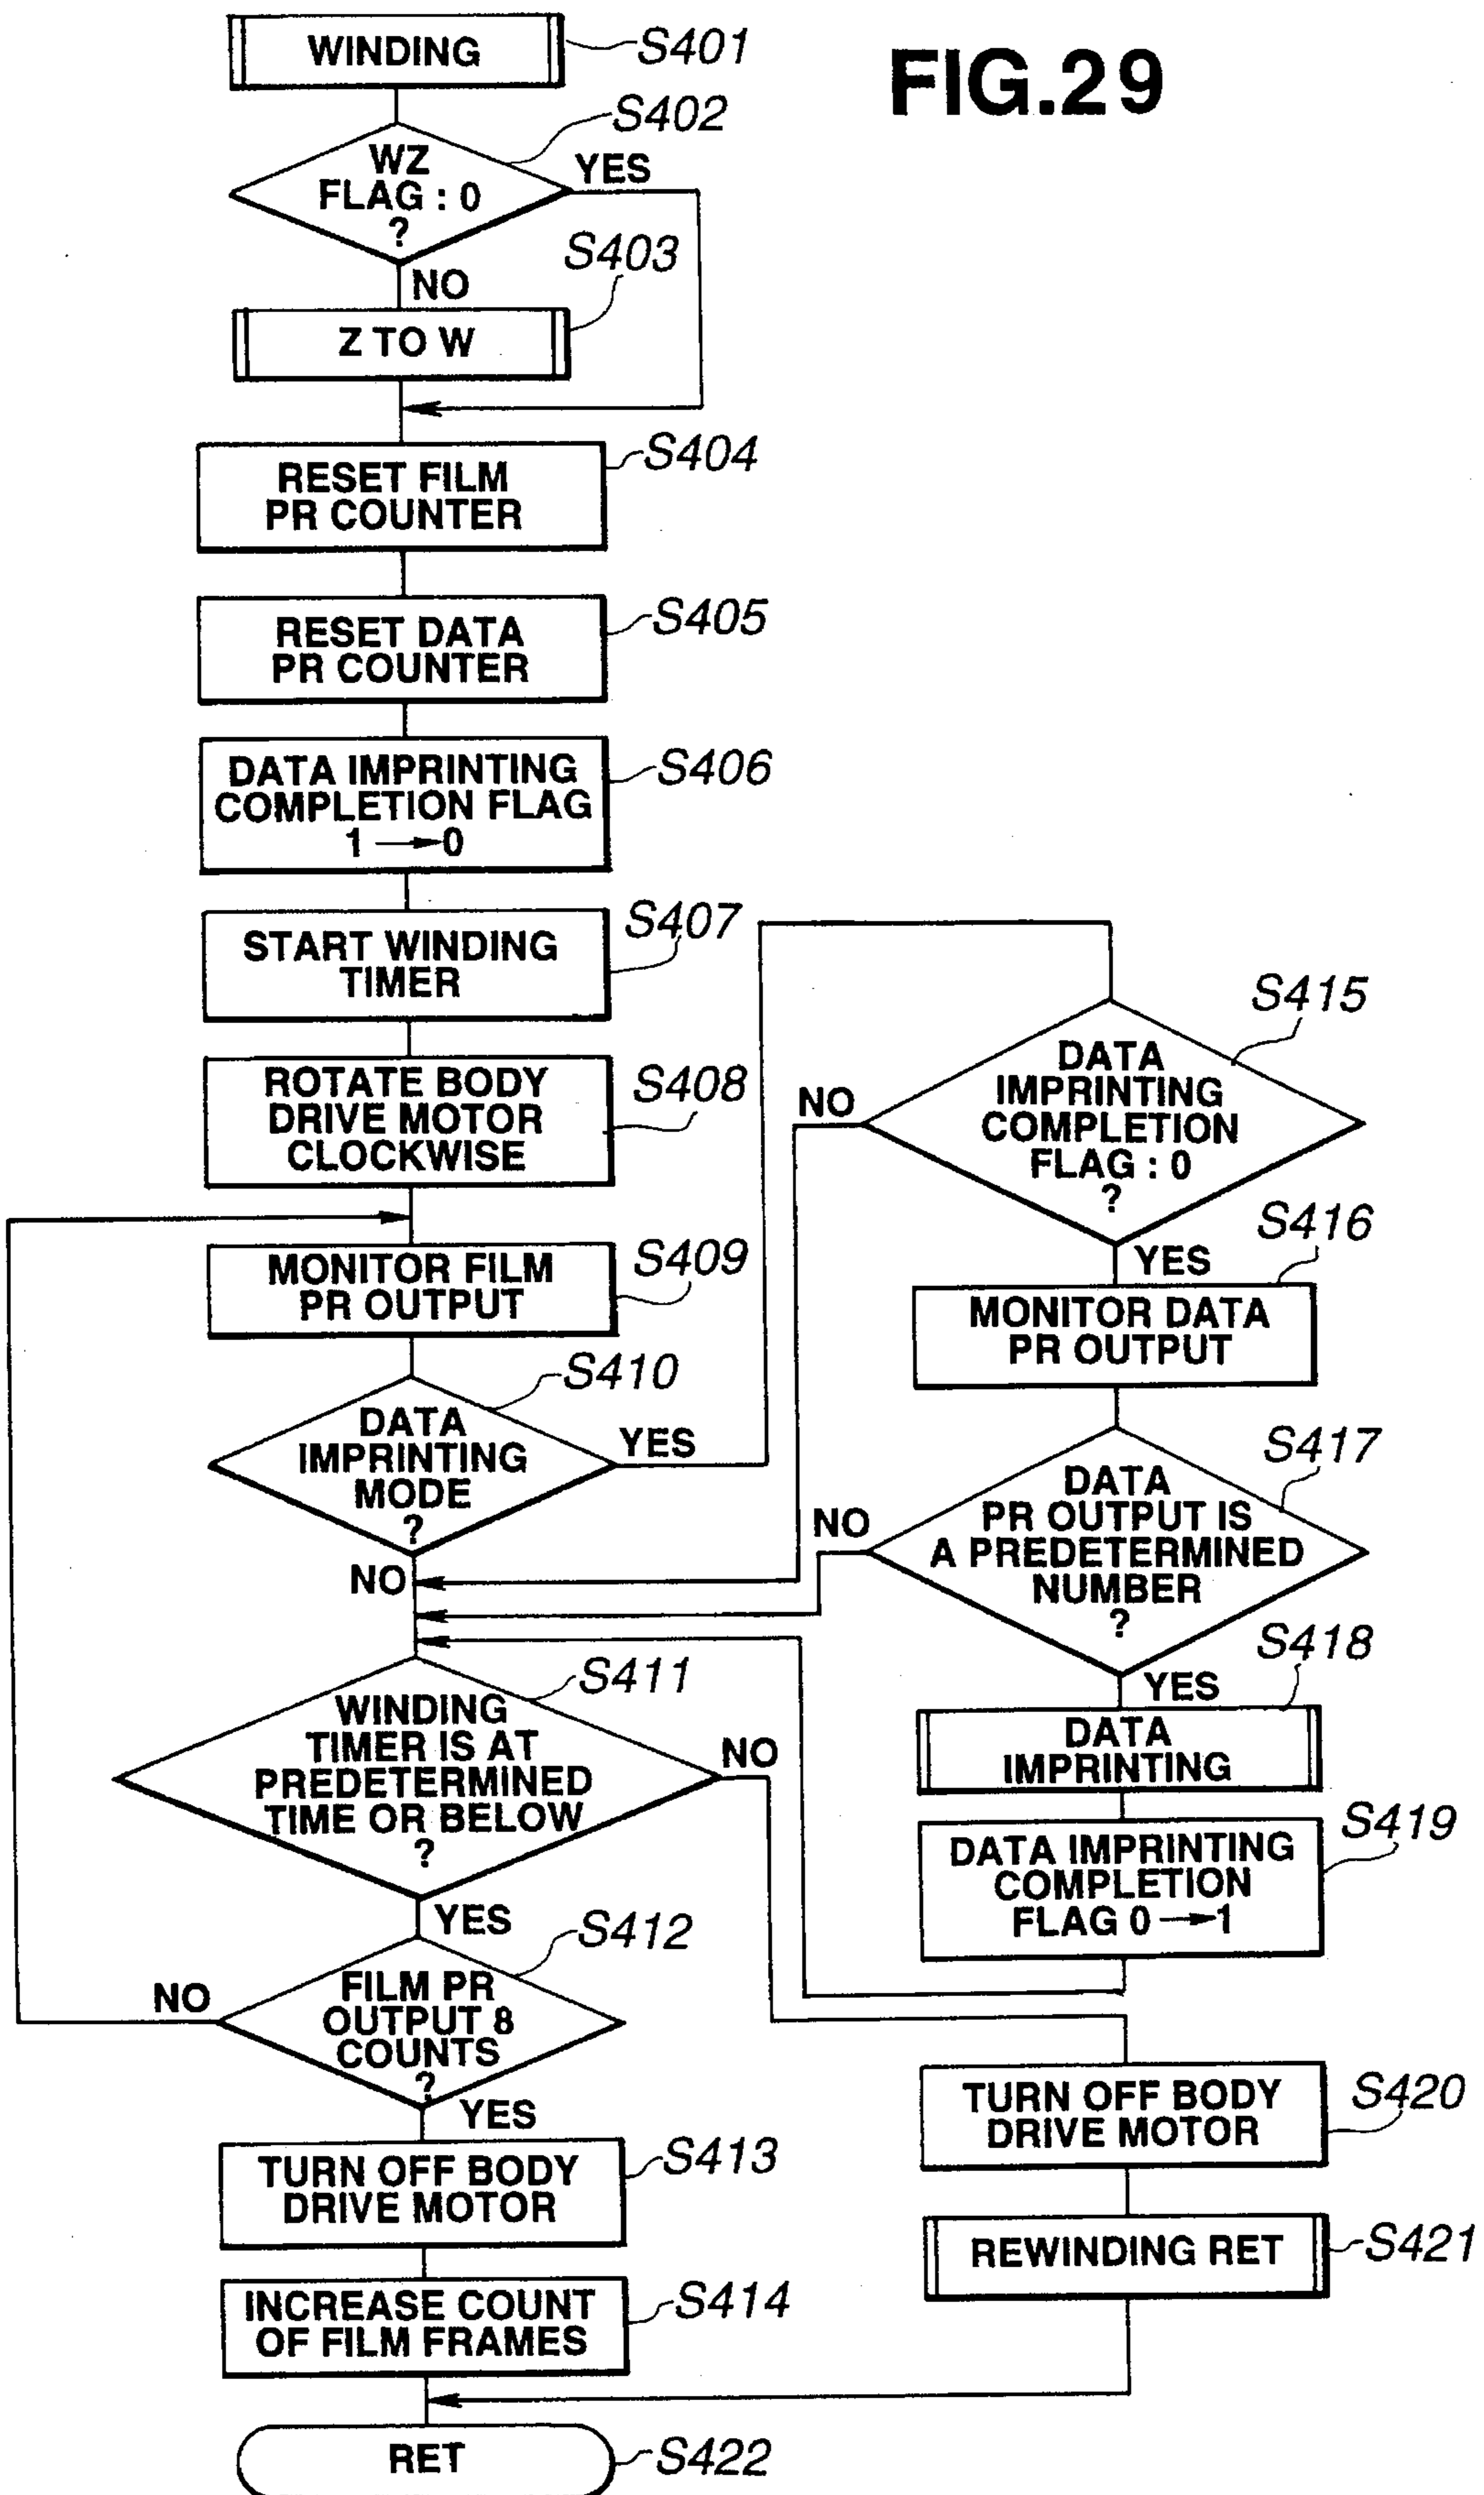 FIG.29
WINDING
S401
S402
WZ
FLAG : 0
?
YES
NO
S403
Z TO W
S404
RESET FILM
PR COUNTER
S405
RESET DATA
PR COUNTER
S406
DATA IMPRINTING
COMPLETION FLAG
1 → 0
S407
START WINDING
TIMER
S408
ROTATE BODY
DRIVE MOTOR
CLOCKWISE
S409
MONITOR FILM
PR OUTPUT
S410
DATA
IMPRINTING
MODE
?
YES
NO
S411
WINDING
TIMER IS AT
PREDETERMINED
TIME OR BELOW
?
NO
YES
S412
FILM PR
OUTPUT 8
COUNTS
?
NO
YES
S413
TURN OFF BODY
DRIVE MOTOR
S414
INCREASE COUNT
OF FILM FRAMES
S415
DATA
IMPRINTING
COMPLETION
FLAG : 0
?
NO
YES
S416
MONITOR DATA
PR OUTPUT
S417
DATA
PR OUTPUT IS
A PREDETERMINED
NUMBER
?
NO
YES
S418
DATA
IMPRINTING
S419
DATA IMPRINTING
COMPLETION
FLAG 0 → 1
S420
TURN OFF BODY
DRIVE MOTOR
S421
REWINDING RET
RET
S422